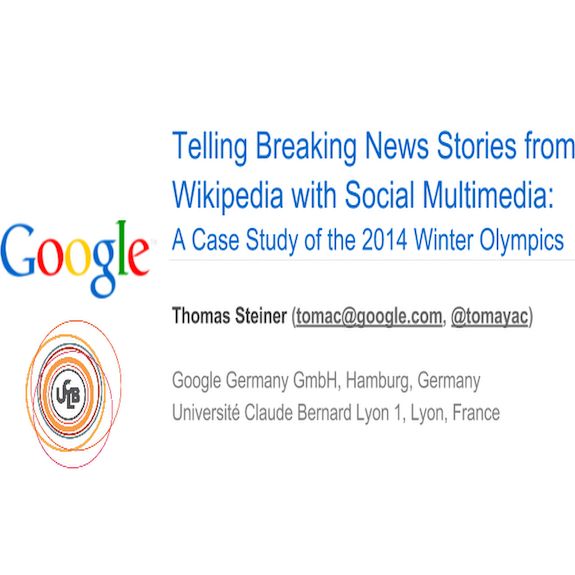 Telling Breaking News Stories from
Wikipedia with Social Multimedia:
A Case Study of the 2014 Winter Olympics
Google
Thomas Steiner (tomac@google.com, @tomayac)
UCLB
Google Germany GmbH, Hamburg, Germany
Université Claude Bernard Lyon 1, Lyon, France